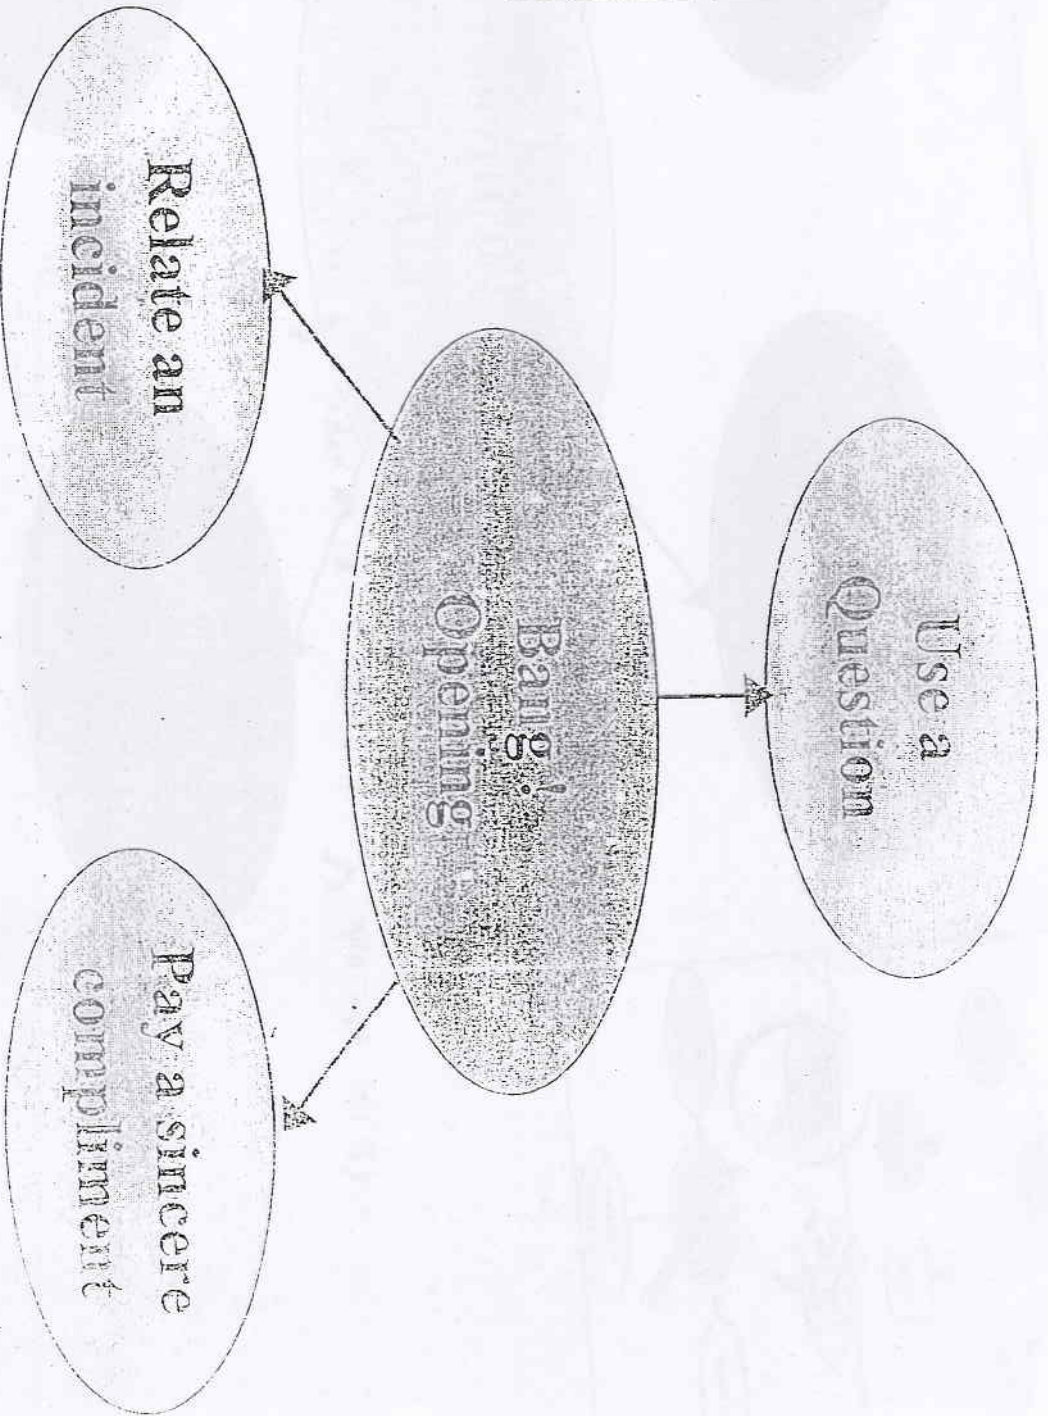 Use a
Question
Bang !
Opening
Relate an
incident
Pay a sincere
compliment